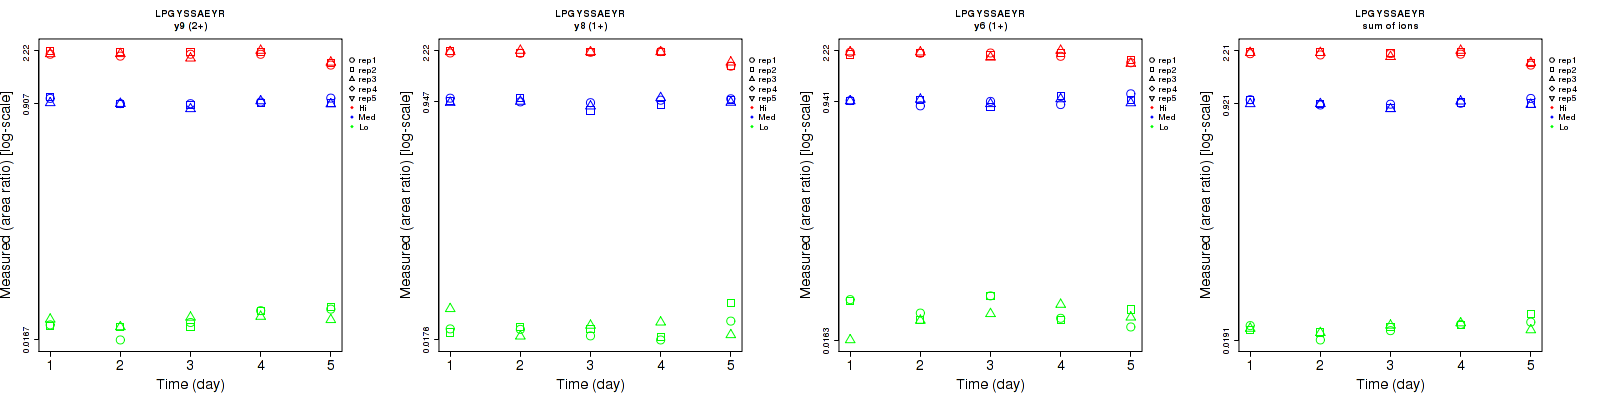 LPGYSSAEYR
y9 (2+)
Measured (area ratio) [log-scale]
2.22
0.907
0.0167
1 2 3 4 5
Time (day)
rep1
rep2
rep3
rep4
rep5
Hi
Med
Lo
LPGYSSAEYR
y8 (1+)
Measured (area ratio) [log-scale]
2.22
0.947
0.0176
1 2 3 4 5
Time (day)
rep1
rep2
rep3
rep4
rep5
Hi
Med
Lo
LPGYSSAEYR
y6 (1+)
Measured (area ratio) [log-scale]
2.22
0.941
0.0163
1 2 3 4 5
Time (day)
rep1
rep2
rep3
rep4
rep5
Hi
Med
Lo
LPGYSSAEYR
sum of ions
Measured (area ratio) [log-scale]
2.21
0.921
0.0191
1 2 3 4 5
Time (day)
rep1
rep2
rep3
rep4
rep5
Hi
Med
Lo